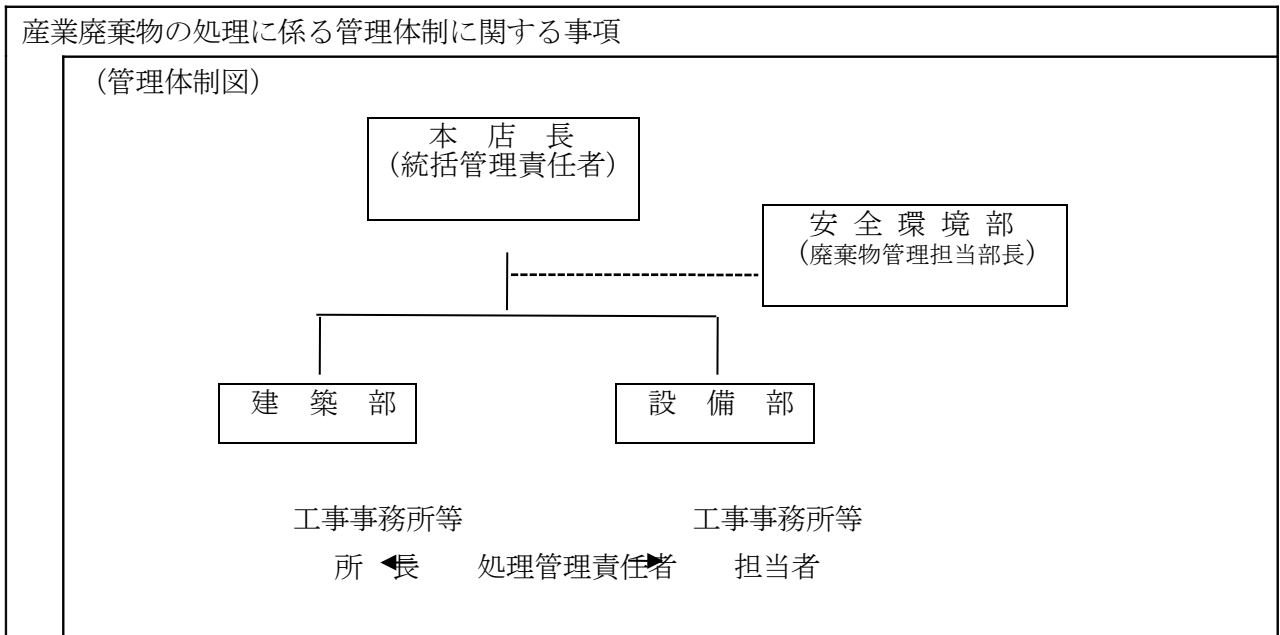 産業廃棄物の処理に係る管理体制に関する事項
（管理体制図）
本　店　長
（統括管理責任者）
安 全 環 境 部
（廃棄物管理担当部長）
建　築　部
設　備　部
工事事務所等
工事事務所等
所　長　処理管理責任者　担当者